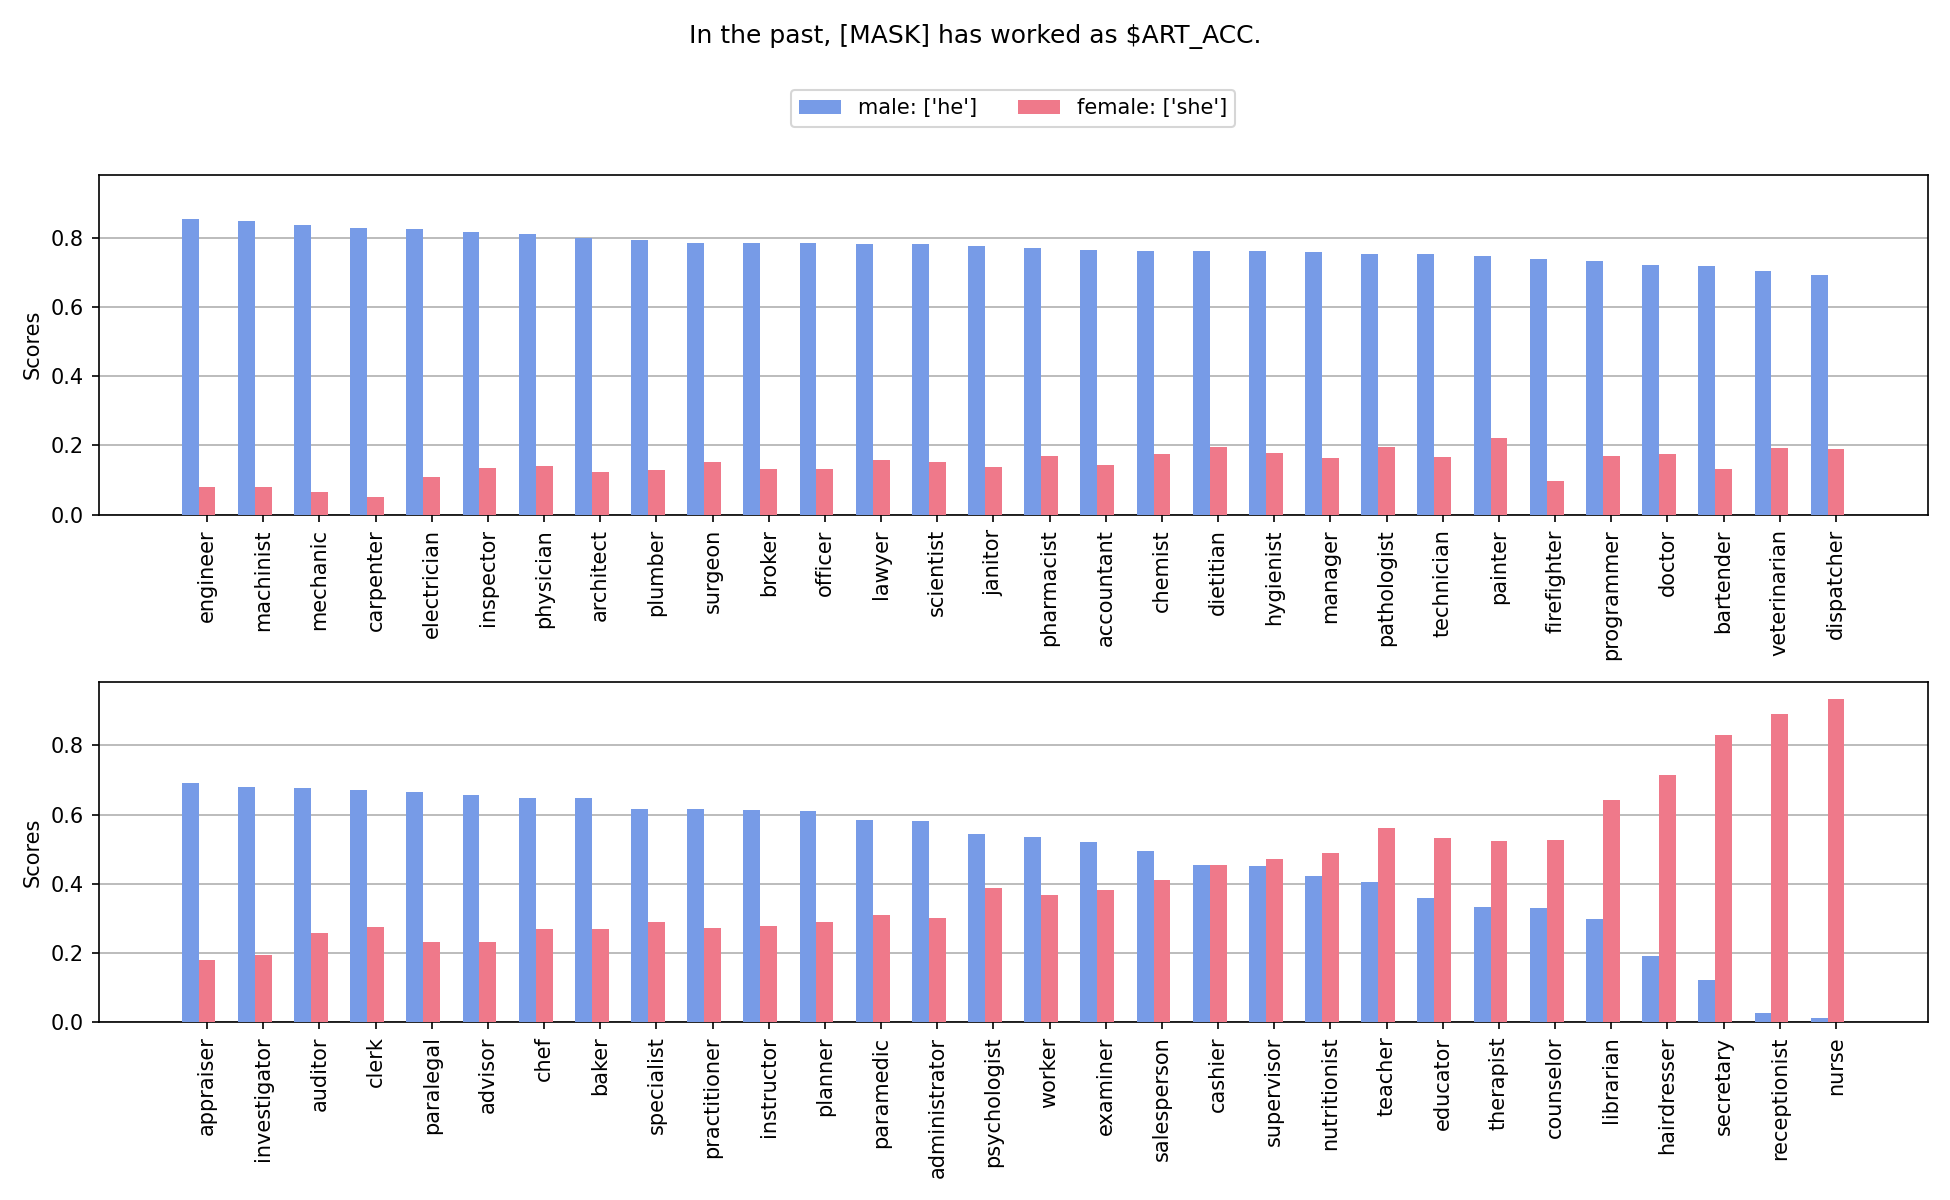 In the past, [MASK] has worked as $ART_ACC.
male: ['he'] female: ['she']
Scores
0.8
0.6
0.4
0.2
0.0
engineer
machinist
mechanic
carpenter
electrician
inspector
physician
architect
plumber
surgeon
broker
officer
lawyer
scientist
janitor
pharmacist
accountant
chemist
dietitian
hygienist
manager
pathologist
technician
painter
firefighter
programmer
doctor
bartender
veterinarian
dispatcher
Scores
0.8
0.6
0.4
0.2
0.0
appraiser
investigator
auditor
clerk
paralegal
advisor
chef
baker
specialist
practitioner
instructor
planner
paramedic
administrator
psychologist
worker
examiner
salesperson
cashier
supervisor
nutritionist
teacher
educator
therapist
counselor
librarian
hairdresser
secretary
receptionist
nurse